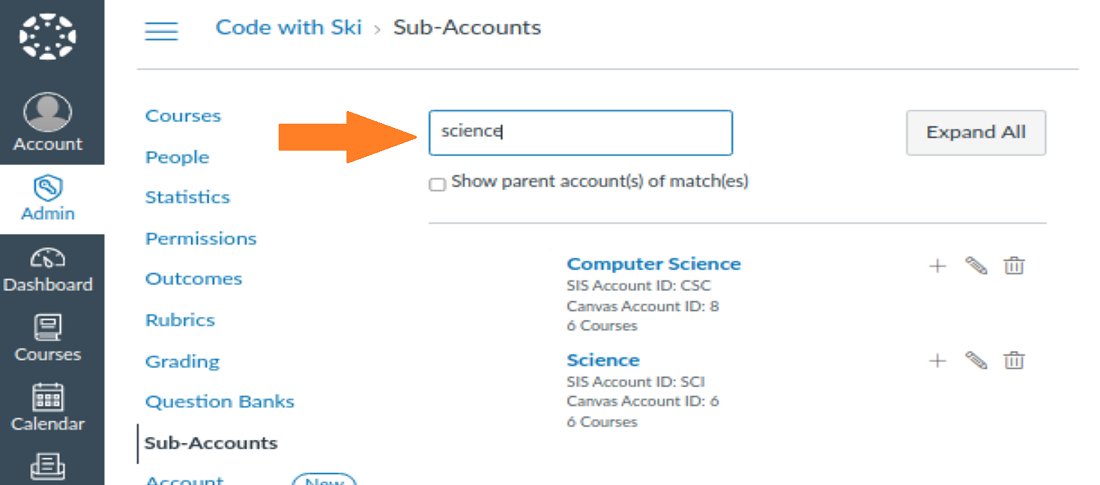 Code with Ski > Sub-Accounts
Account
Admin
Dashboard
Courses
Calendar
Courses
People
Statistics
Permissions
Outcomes
Rubrics
Grading
Question Banks
Sub-Accounts
Account
New
science
Expand All
Show parent account(s) of match(es)
Computer Science
SIS Account ID: CSC
Canvas Account ID: 8
6 Courses
Science
SIS Account ID: SCI
Canvas Account ID: 6
6 Courses